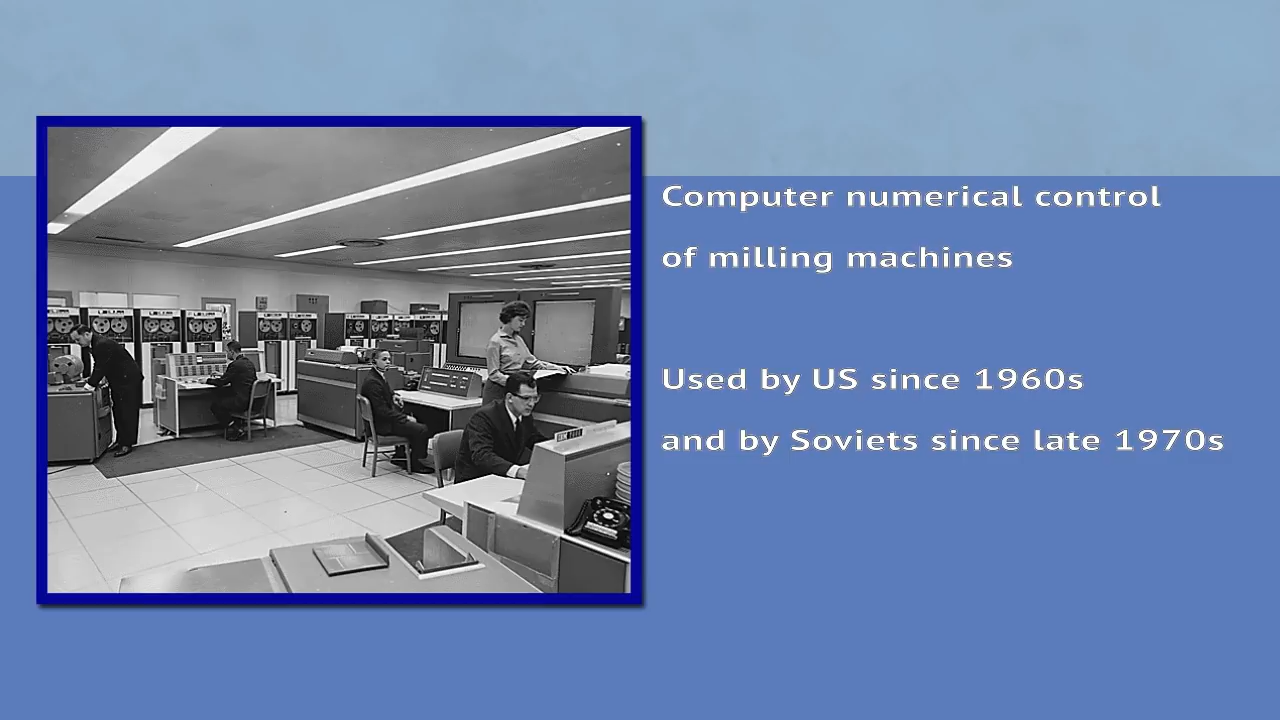 Computer numerical control
of milling machines
Used by US since 1960s
and by Soviets since late 1970s